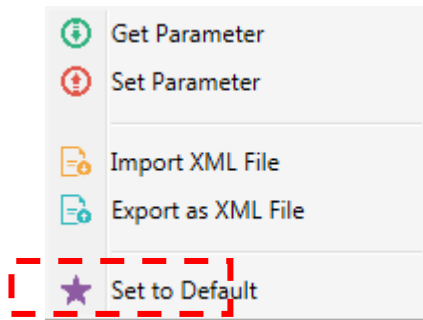 Get Parameter
Set Parameter
Import XML File
Export as XML File
Set to Default